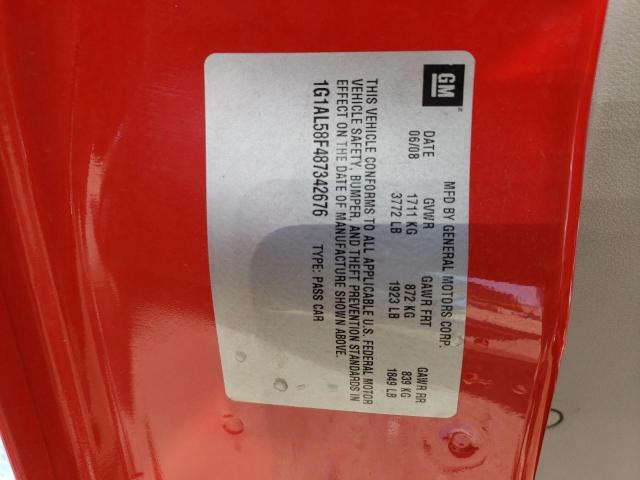 GM
MFD BY GENERAL MOTORS CORP.
DATE GVWR GAWR FRT GAWR RR
06/08 1711 KG 872 KG 839 KG
3772 LB 1923 LB 1849 LB
THIS VEHICLE CONFORMS TO ALL APPLICABLE U.S. FEDERAL MOTOR
VEHICLE SAFETY, BUMPER, AND THEFT PREVENTION STANDARDS IN
EFFECT ON THE DATE OF MANUFACTURE SHOWN ABOVE.
1G1AL58F487342676 TYPE: PASS CAR